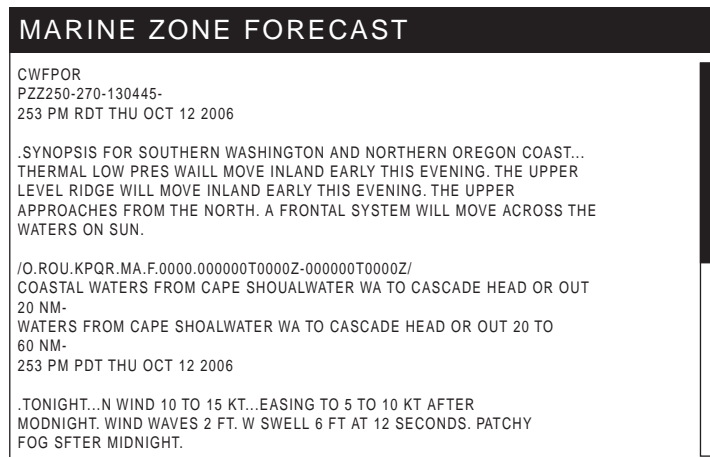 MARINE ZONE FORECAST
CWFPOR
PZZ250-270-130445-
253 PM RDT THU OCT 12 2006
.SYNOPSIS FOR SOUTHERN WASHINGTON AND NORTHERN OREGON COAST...
THERMAL LOW PRES WAILL MOVE INLAND EARLY THIS EVENING. THE UPPER
LEVEL RIDGE WILL MOVE INLAND EARLY THIS EVENING. THE UPPER
APPROACHES FROM THE NORTH. A FRONTAL SYSTEM WILL MOVE ACROSS THE
WATERS ON SUN.
/O.ROU.KPQR.MA.F.0000.000000T0000Z-000000T0000Z/
COASTAL WATERS FROM CAPE SHOUALWATER WA TO CASCADE HEAD OR OUT
20 NM-
WATERS FROM CAPE SHOALWATER WA TO CASCADE HEAD OR OUT 20 TO
60 NM-
253 PM PDT THU OCT 12 2006
.TONIGHT...N WIND 10 TO 15 KT...EASING TO 5 TO 10 KT AFTER
MODNIGHT. WIND WAVES 2 FT. W SWELL 6 FT AT 12 SECONDS. PATCHY
FOG SFTER MIDNIGHT.